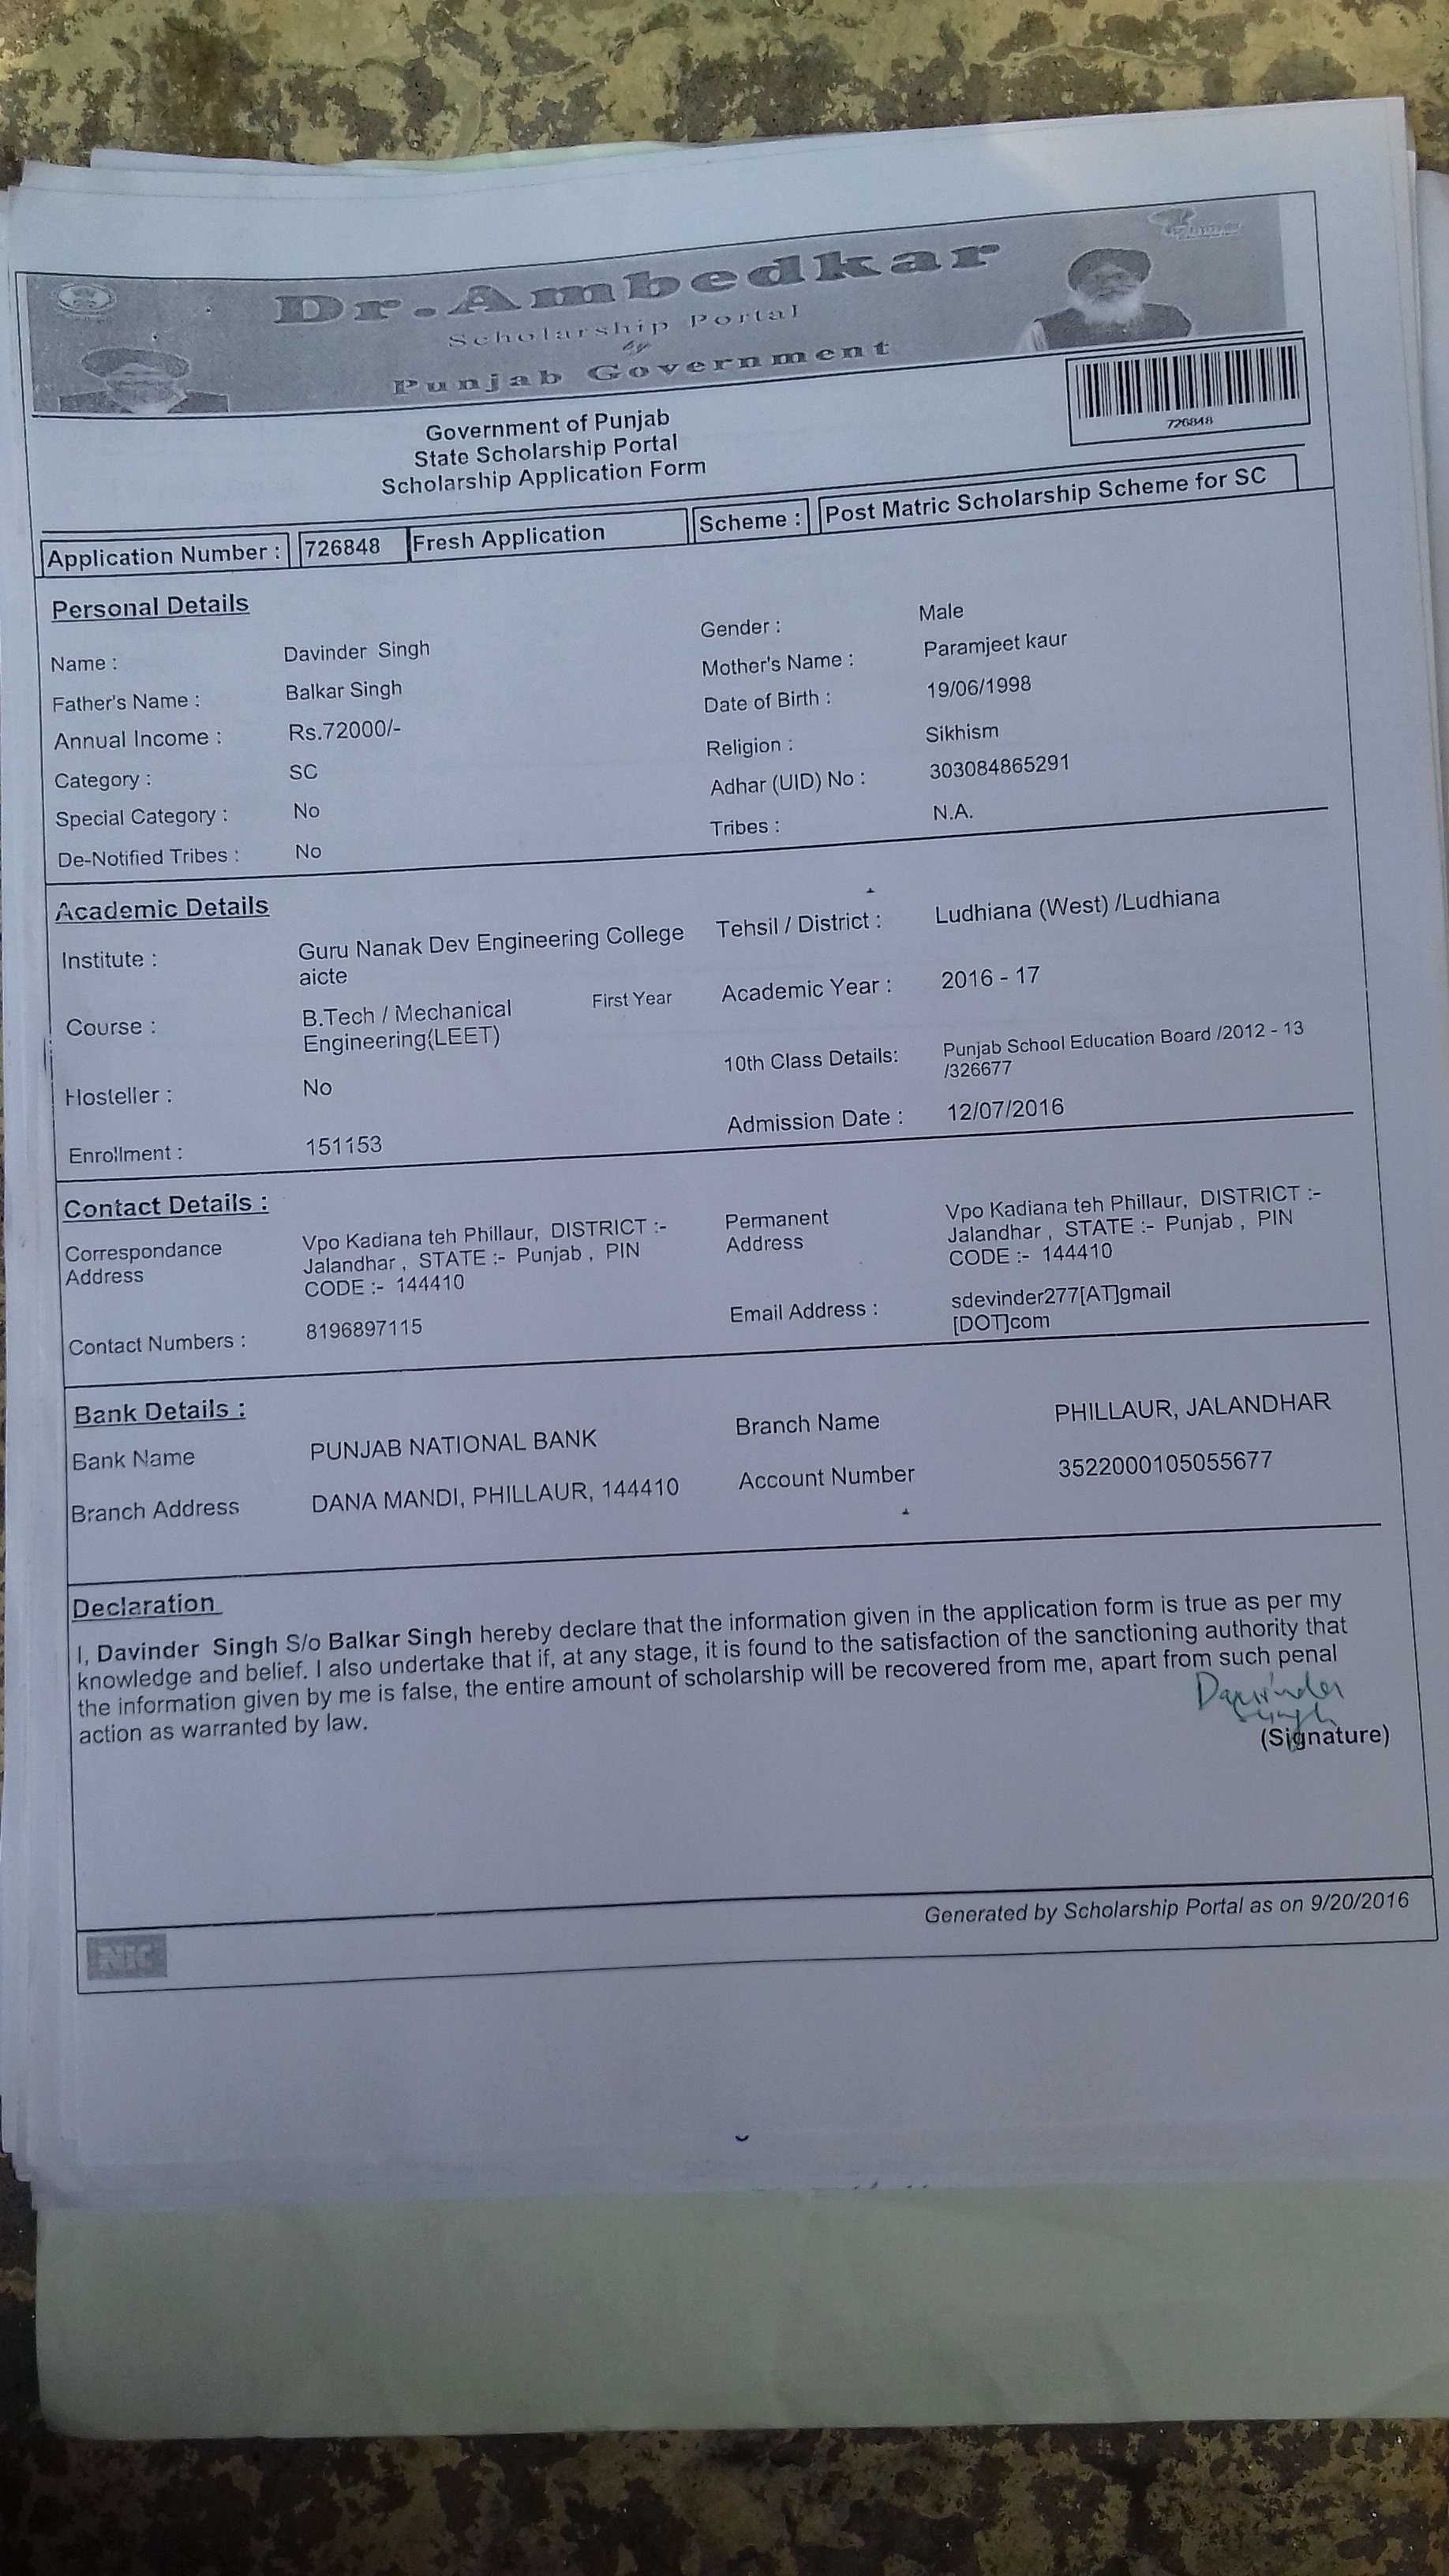 Dr. Ambedkar
Scholarship Portal
by
Punjab Government
Government of Punjab
State Scholarship Portal
Scholarship Application Form
726848
Application Number : 726848 Fresh Application Scheme : Post Matric Scholarship Scheme for SC
Personal Details
Name : Davinder Singh Gender : Male
Father's Name : Balkar Singh Mother's Name : Paramjeet kaur
Annual Income : Rs.72000/- Date of Birth : 19/06/1998
Category : SC Religion : Sikhism
Special Category : No Adhar (UID) No : 303084865291
De-Notified Tribes : No Tribes : N.A.
Academic Details
Institute : Guru Nanak Dev Engineering College Tehsil / District : Ludhiana (West) /Ludhiana
aicte
Course : B.Tech / Mechanical First Year Academic Year : 2016 - 17
Engineering(LEET)
Hosteller : No 10th Class Details: Punjab School Education Board /2012 - 13
/326677
Enrollment : 151153 Admission Date : 12/07/2016
Contact Details :
Correspondance Vpo Kadiana teh Phillaur, DISTRICT :- Permanent Vpo Kadiana teh Phillaur, DISTRICT :-
Address Jalandhar , STATE :- Punjab , PIN Address Jalandhar , STATE :- Punjab , PIN
CODE :- 144410 CODE :- 144410
Contact Numbers : 8196897115 Email Address : sdevinder277[AT]gmail
[DOT]com
Bank Details :
Bank Name PUNJAB NATIONAL BANK Branch Name PHILLAUR, JALANDHAR
Branch Address DANA MANDI, PHILLAUR, 144410 Account Number 3522000105055677
Declaration
I, Davinder Singh S/o Balkar Singh hereby declare that the information given in the application form is true as per my
knowledge and belief. I also undertake that if, at any stage, it is found to the satisfaction of the sanctioning authority that
the information given by me is false, the entire amount of scholarship will be recovered from me, apart from such penal
action as warranted by law.
Davinder
Singh
(Signature)
NIC
Generated by Scholarship Portal as on 9/20/2016